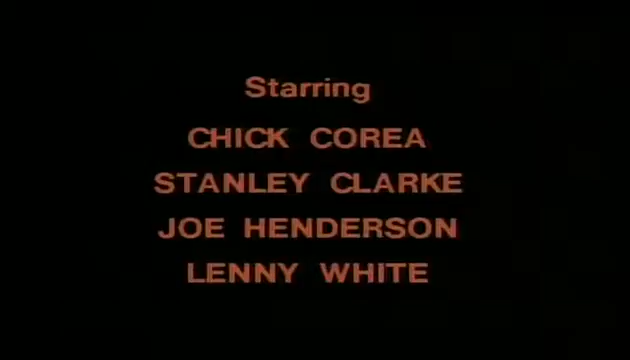 Starring
CHICK COREA
STANLEY CLARKE
JOE HENDERSON
LENNY WHITE